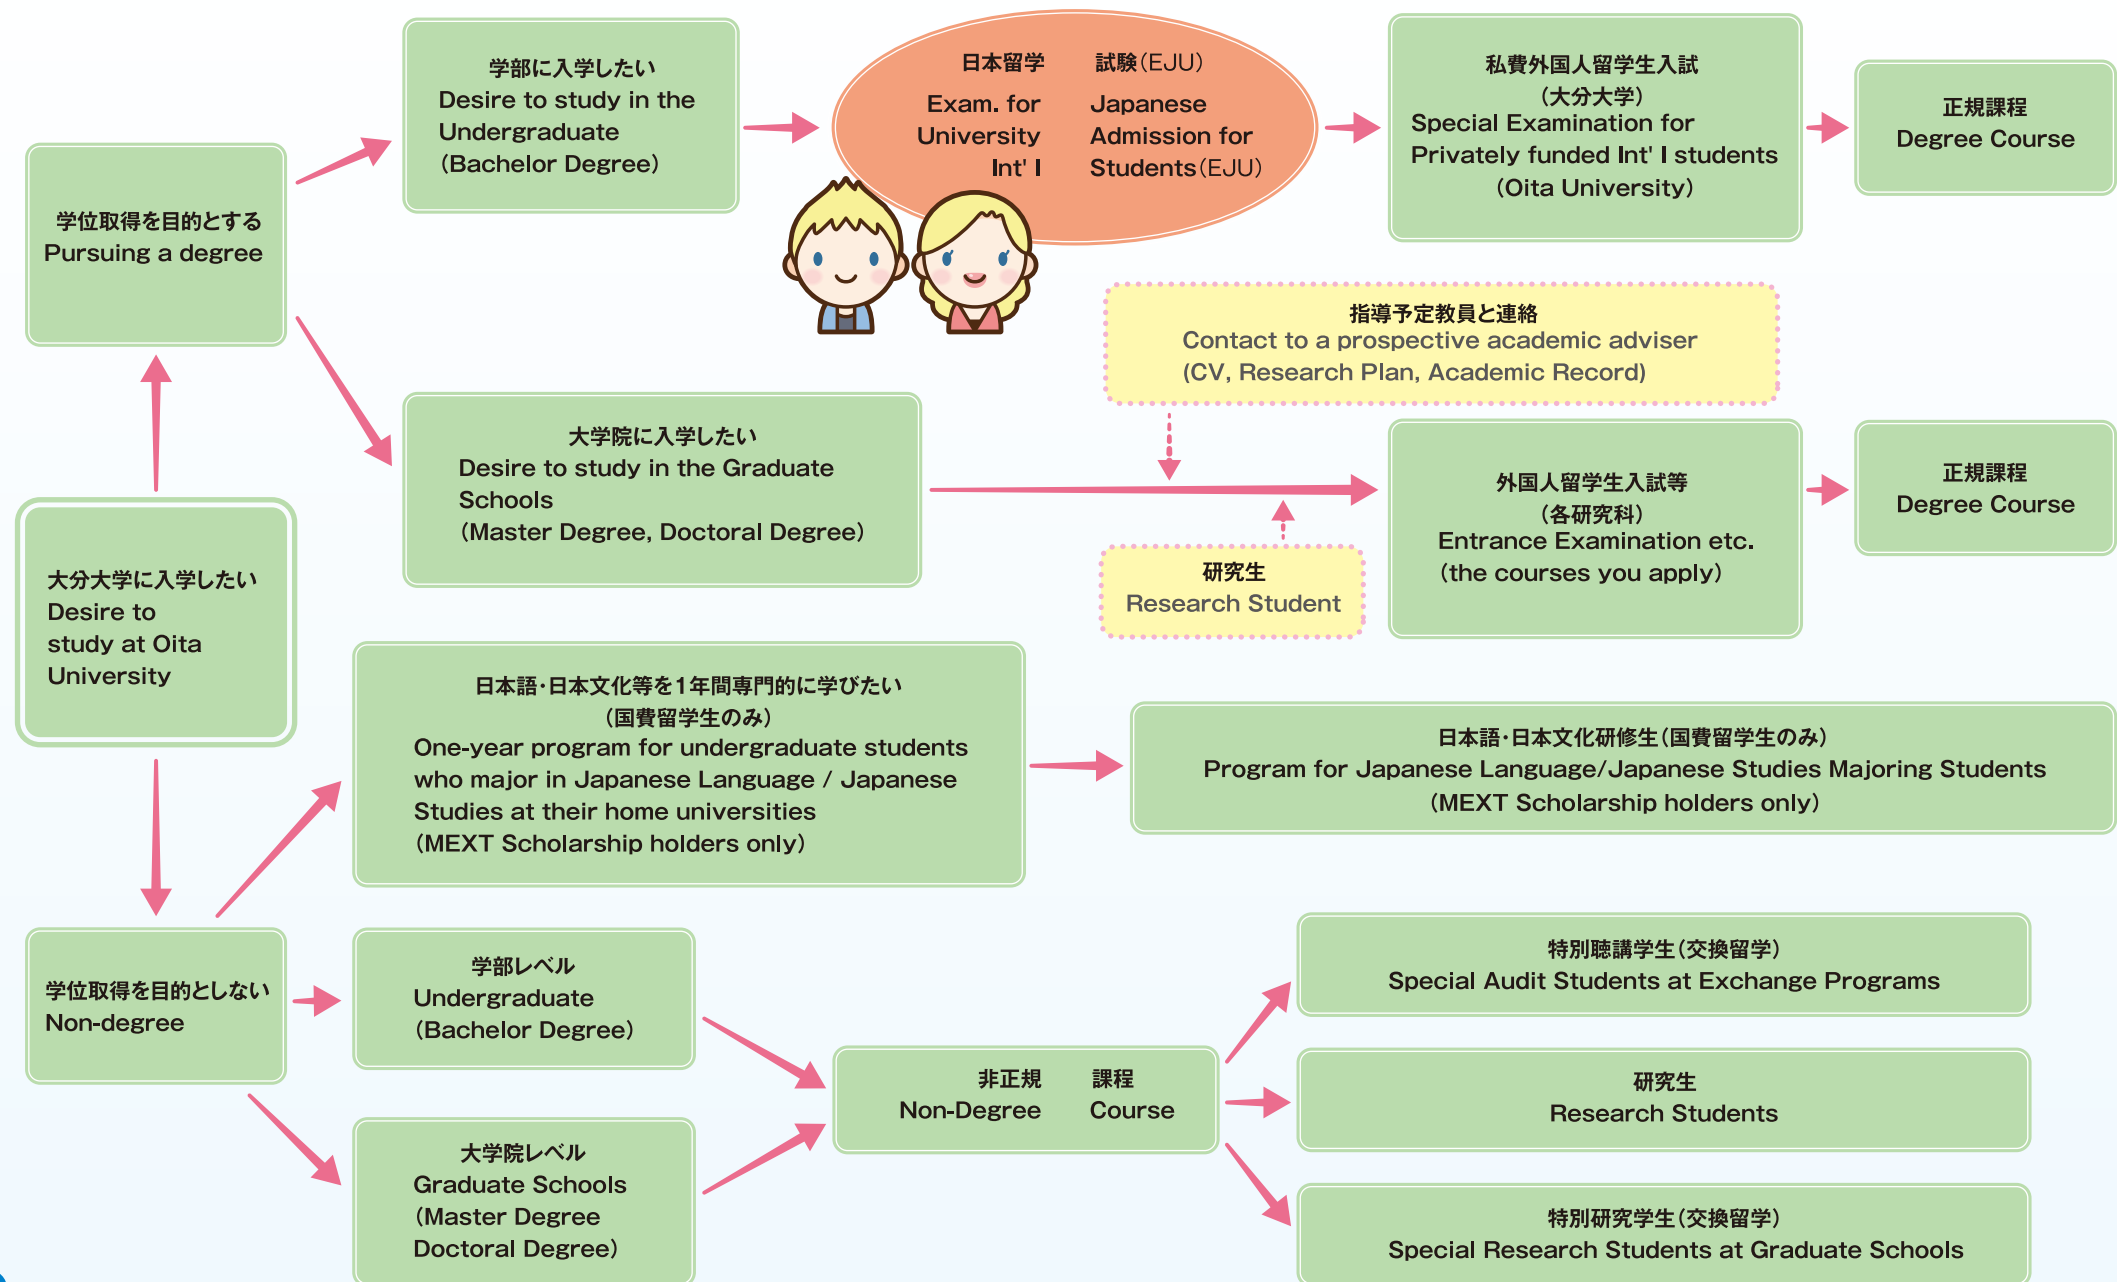 学部に入学したい
Desire to study in the
Undergraduate
(Bachelor Degree)
日本留学 試験(EJU)
Exam. for Japanese
University Admission for
Int' l Students(EJU)
私費外国人留学生入試
(大分大学)
Special Examination for
Privately funded Int' l students
(Oita University)
正規課程
Degree Course
学位取得を目的とする
Pursuing a degree
指導予定教員と連絡
Contact to a prospective academic adviser
(CV, Research Plan, Academic Record)
大学院に入学したい
Desire to study in the Graduate
Schools
(Master Degree, Doctoral Degree)
外国人留学生入試等
(各研究科)
Entrance Examination etc.
(the courses you apply)
正規課程
Degree Course
研究生
Research Student
大分大学に入学したい
Desire to
study at Oita
University
日本語・日本文化等を1年間専門的に学びたい
(国費留学生のみ)
One-year program for undergraduate students
who major in Japanese Language / Japanese
Studies at their home universities
(MEXT Scholarship holders only)
日本語・日本文化研修生(国費留学生のみ)
Program for Japanese Language/Japanese Studies Majoring Students
(MEXT Scholarship holders only)
学位取得を目的としない
Non-degree
学部レベル
Undergraduate
(Bachelor Degree)
大学院レベル
Graduate Schools
(Master Degree
Doctoral Degree)
非正規 課程
Non-Degree Course
特別聴講学生(交換留学)
Special Audit Students at Exchange Programs
研究生
Research Students
特別研究学生(交換留学)
Special Research Students at Graduate Schools